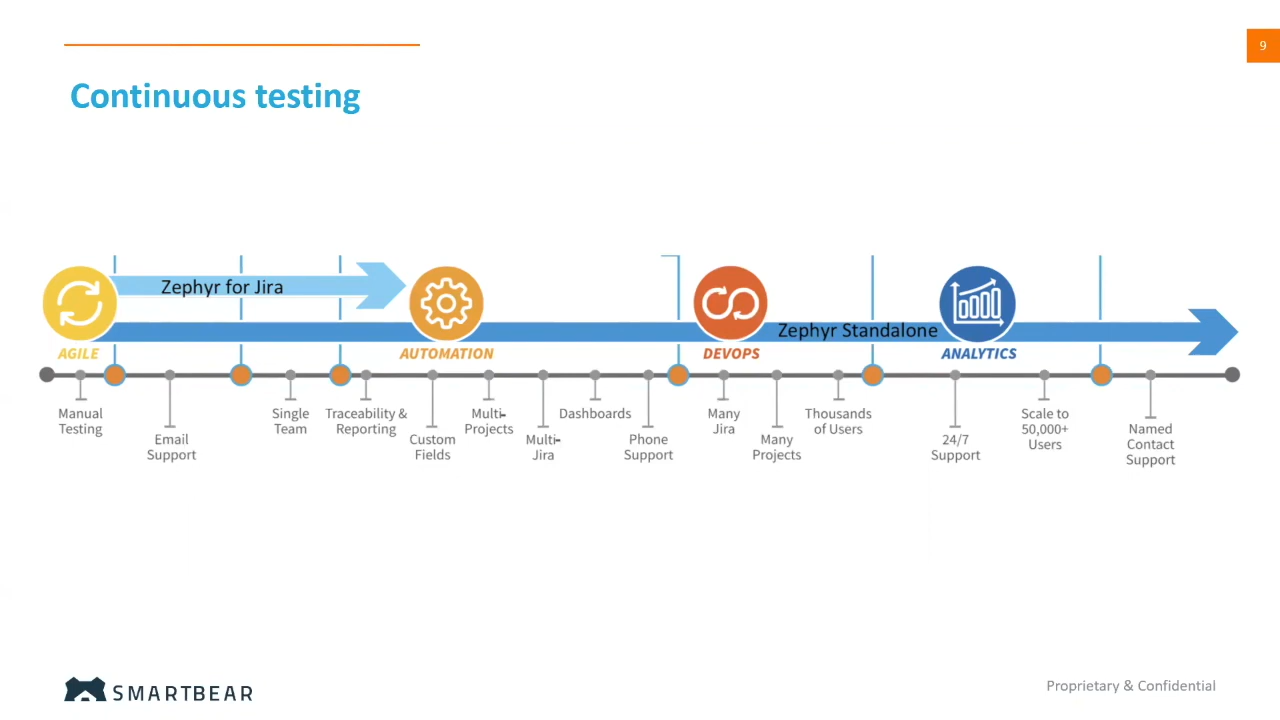 9
Continuous testing
Zephyr for Jira
Zephyr Standalone
AGILE
AUTOMATION
DEVOPS
ANALYTICS
Manual
Testing
Email
Support
Single
Team
Traceability &
Reporting
Custom
Fields
Multi-
Projects
Multi-
Jira
Dashboards
Phone
Support
Many
Jira
Many
Projects
Thousands
of Users
24/7
Support
Scale to
50,000+
Users
Named
Contact
Support
SMARTBEAR
Proprietary & Confidential